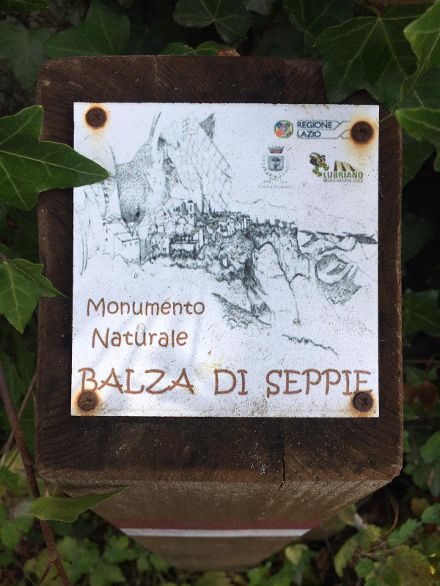 REGIONE
LAZIO
LUBRIANO
Monumento
Naturale
BALZA DI SEPPIE